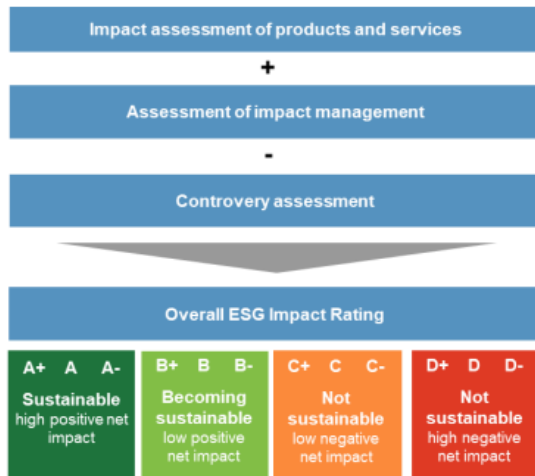 Impact assessment of products and services
+
Assessment of impact management
-
Controvery assessment
Overall ESG Impact Rating
A+ A A-
Sustainable
high positive net
impact
B+ B B-
Becoming
sustainable
low positive
net impact
C+ C C-
Not
sustainable
low negative
net impact
D+ D D-
Not
sustainable
high negative
net impact